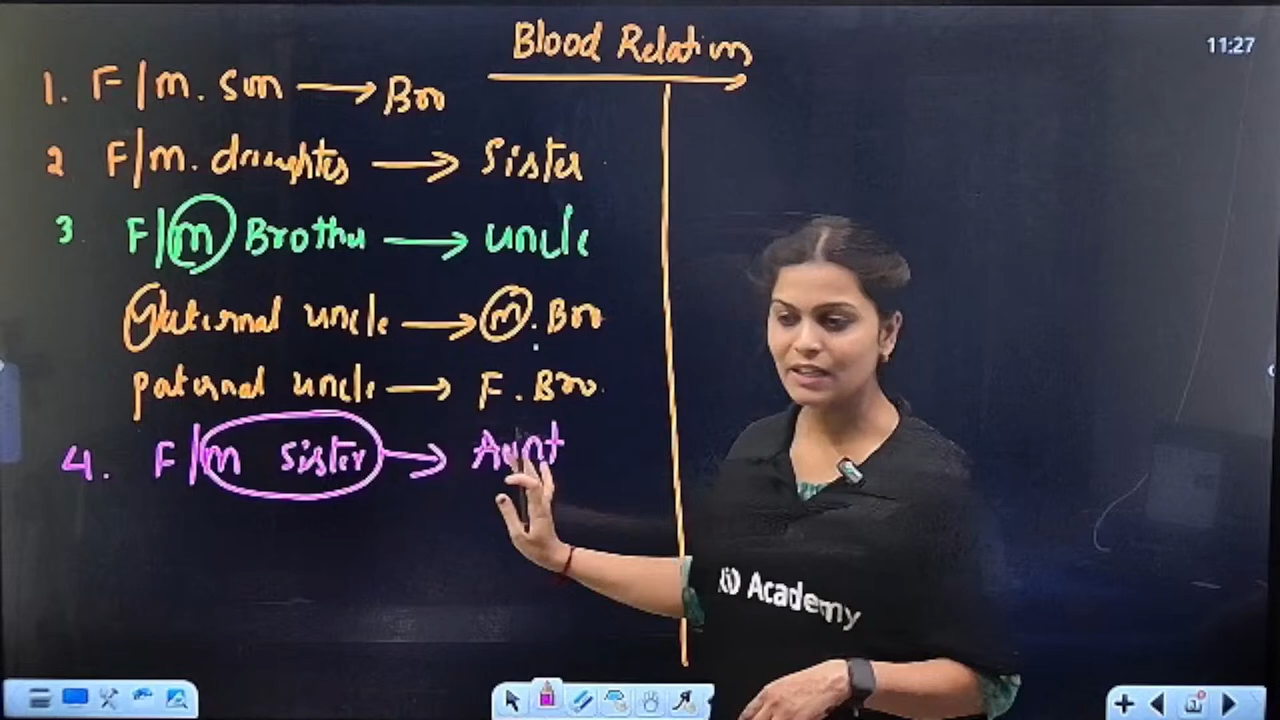 Blood Relation
11:27
1. F/m. son → Bro
2 F/m. daughter → Sister
3 F/m Brother → uncle
maternal uncle → m. Bro
paternal uncle → F. Bro.
4. F/m sister → Aunt
KD Academy